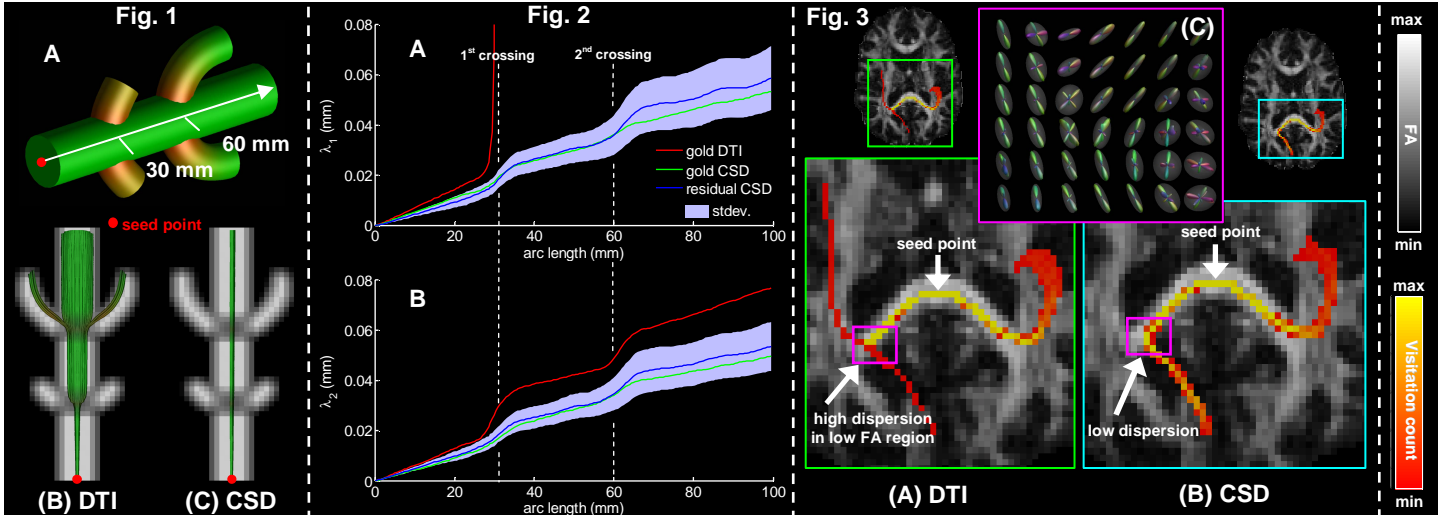 Fig. 1
A
60 mm
30 mm
seed point
(B) DTI
(C) CSD
Fig. 2
A
1st crossing
2nd crossing
0.08
0.06
0.04
0.02
0
λ1 (mm)
gold DTI
gold CSD
residual CSD
stdev.
0
20
40
60
80
100
arc length (mm)
B
0.08
0.06
0.04
0.02
0
λ2 (mm)
0
20
40
60
80
100
arc length (mm)
Fig. 3
(C)
seed point
high dispersion
in low FA region
(A) DTI
seed point
low dispersion
(B) CSD
max
FA
min
max
Visitation count
min